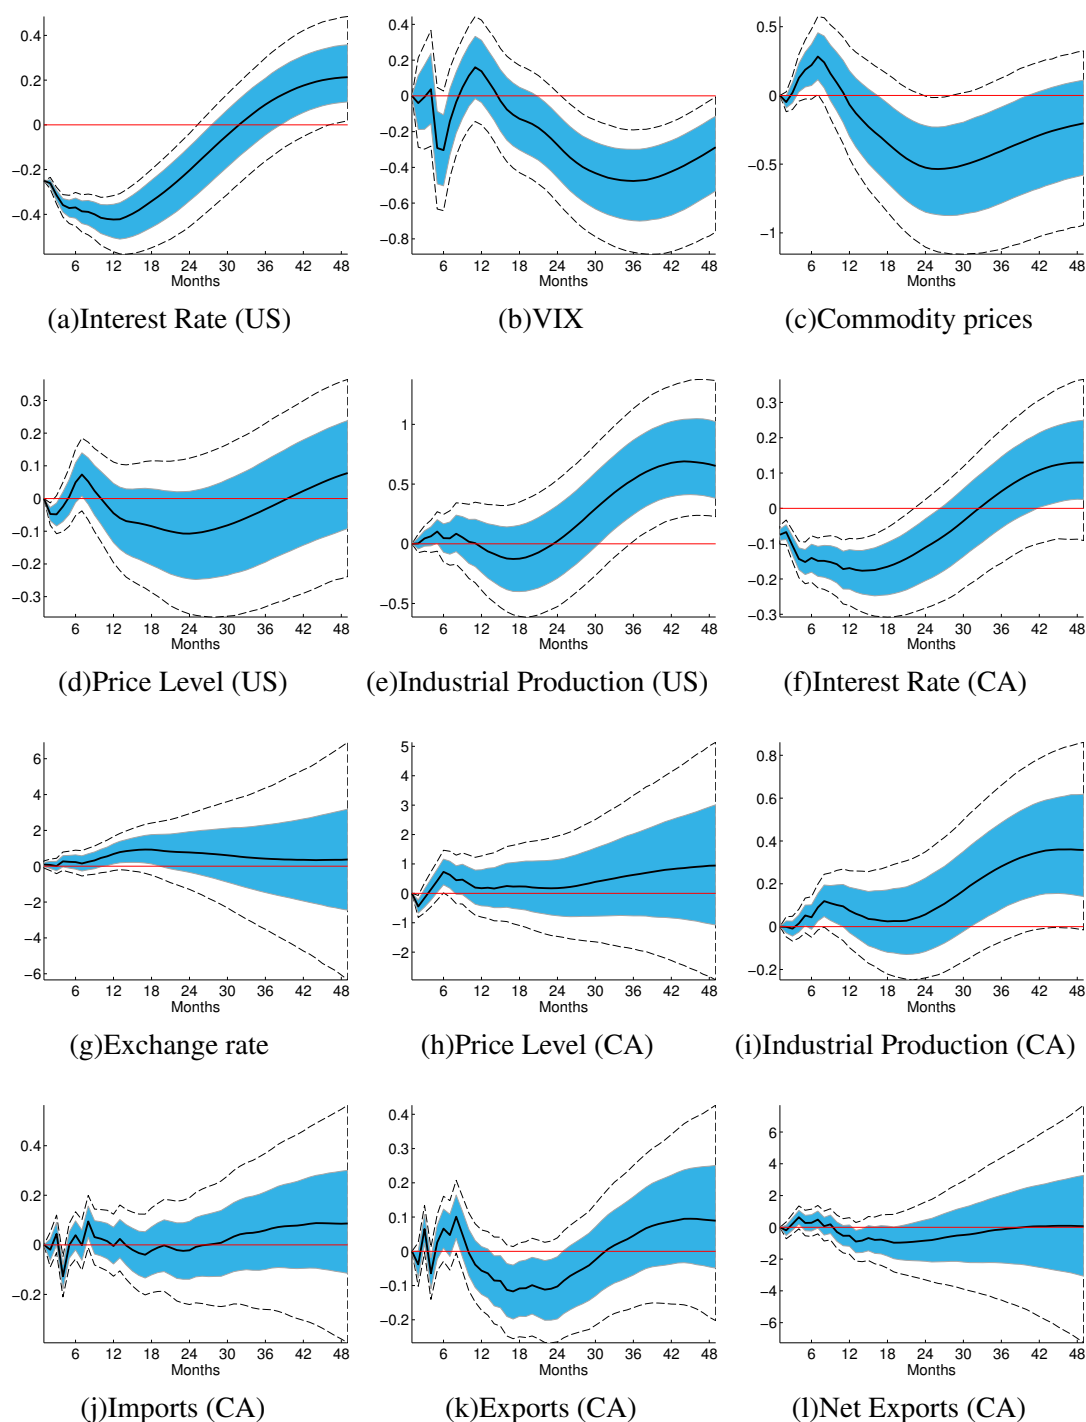 0.4
0.2
0
−0.2
−0.4
6 12 18 24 30 36 42 48
Months
(a)Interest Rate (US)
0.4
0.2
0
−0.2
−0.4
−0.6
−0.8
6 12 18 24 30 36 42 48
Months
(b)VIX
0.5
0
−0.5
−1
6 12 18 24 30 36 42 48
Months
(c)Commodity prices
0.3
0.2
0.1
0
−0.1
−0.2
−0.3
6 12 18 24 30 36 42 48
(d)Price Level (US)
1
0.5
0
−0.5
6 12 18 24 30 36 42 48
(e)Industrial Production (US)
0.3
0.2
0.1
0
−0.1
−0.2
−0.3
6 12 18 24 30 36 42 48
(f)Interest Rate (CA)
6
4
2
0
−2
−4
−6
6 12 18 24 30 36 42 48
Months
(g)Exchange rate
5
4
3
2
1
0
−1
−2
6 12 18 24 30 36 42 48
Months
(h)Price Level (CA)
0.8
0.6
0.4
0.2
0
−0.2
6 12 18 24 30 36 42 48
Months
(i)Industrial Production (CA)
0.4
0.2
0
−0.2
6 12 18 24 30 36 42 48
Months
(j)Imports (CA)
0.4
0.3
0.2
0.1
0
−0.1
−0.2
6 12 18 24 30 36 42 48
Months
(k)Exports (CA)
6
4
2
0
−2
−4
−6
6 12 18 24 30 36 42 48
Months
(l)Net Exports (CA)